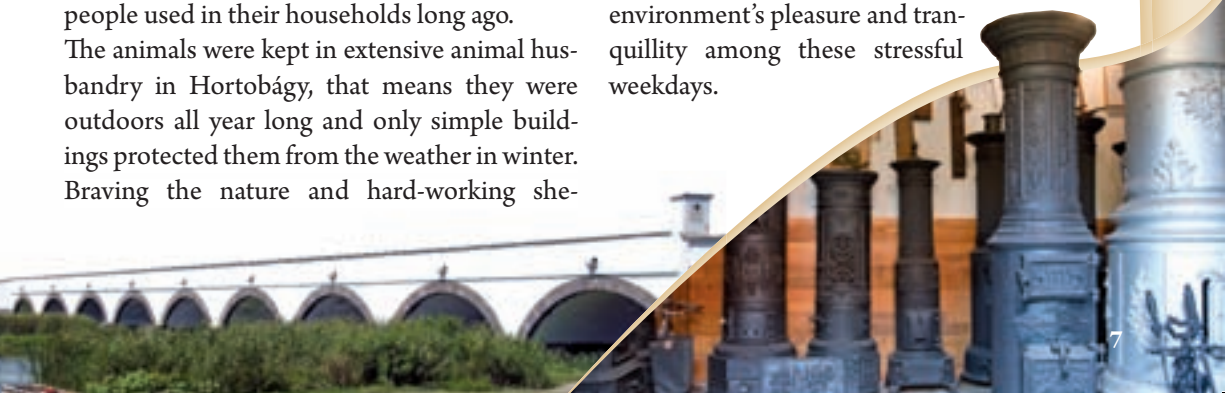 people used in their households long ago.
The animals were kept in extensive animal hus-
bandry in Hortobágy, that means they were
outdoors all year long and only simple build-
ings protected them from the weather in winter.
Braving the nature and hard-working she-
environment's pleasure and tran-
quillity among these stressful
weekdays.
7